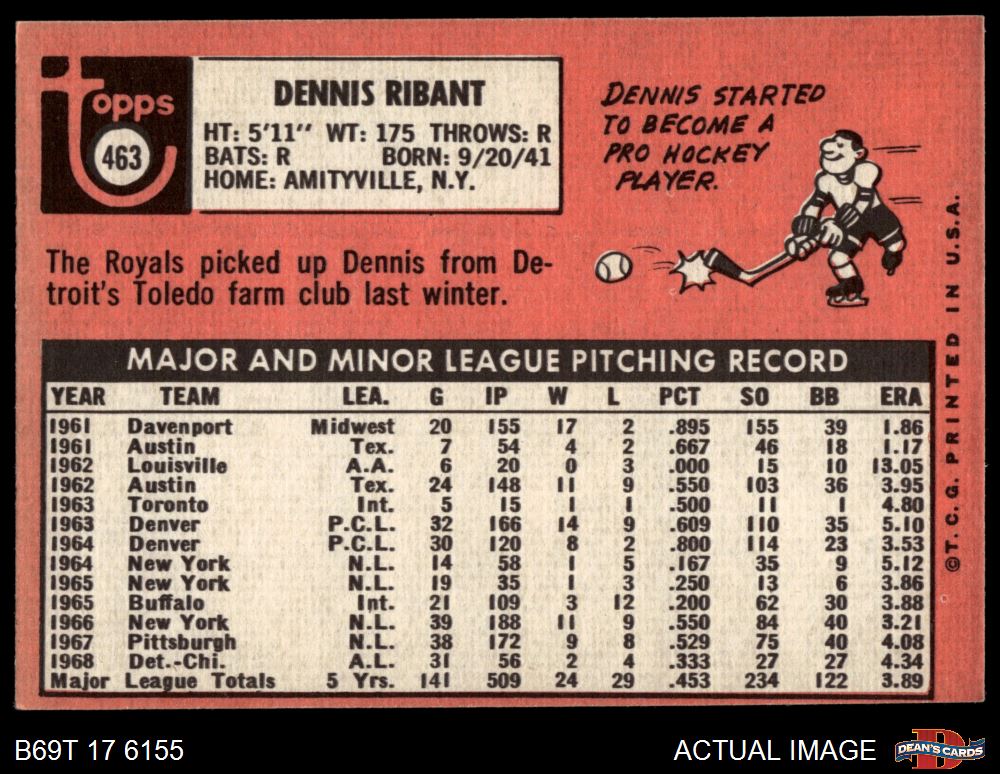 Topps
463
DENNIS RIBANT
HT: 5'11" WT: 175 THROWS: R
BATS: R BORN: 9/20/41
HOME: AMITYVILLE, N.Y.
DENNIS STARTED
TO BECOME A
PRO HOCKEY
PLAYER.
The Royals picked up Dennis from De-
troit's Toledo farm club last winter.
MAJOR AND MINOR LEAGUE PITCHING RECORD
YEAR TEAM LEA. G IP W L PCT SO BB ERA
1961 Davenport Midwest 20 155 17 2 .895 155 39 1.86
1961 Austin Tex. 7 54 4 2 .667 46 18 1.17
1962 Louisville A.A. 6 20 0 3 .000 15 10 13.05
1962 Austin Tex. 24 148 11 9 .550 103 36 3.95
1963 Toronto Int. 5 15 1 1 .500 11 1 4.80
1963 Denver P.C.L. 32 166 14 9 .609 110 35 5.10
1964 Denver P.C.L. 30 120 8 2 .800 114 23 3.53
1964 New York N.L. 14 58 1 5 .167 35 9 5.12
1965 New York N.L. 19 35 1 3 .250 13 6 3.86
1965 Buffalo Int. 21 109 3 12 .200 62 30 3.88
1966 New York N.L. 39 188 11 9 .550 84 40 3.21
1967 Pittsburgh N.L. 38 172 9 8 .529 75 40 4.08
1968 Det.-Chi. A.L. 31 56 2 4 .333 27 27 4.34
Major League Totals 5 Yrs. 141 509 24 29 .453 234 122 3.89
©T.C.G. PRINTED IN U.S.A.
B69T 17 6155
ACTUAL IMAGE
DEAN'S CARDS